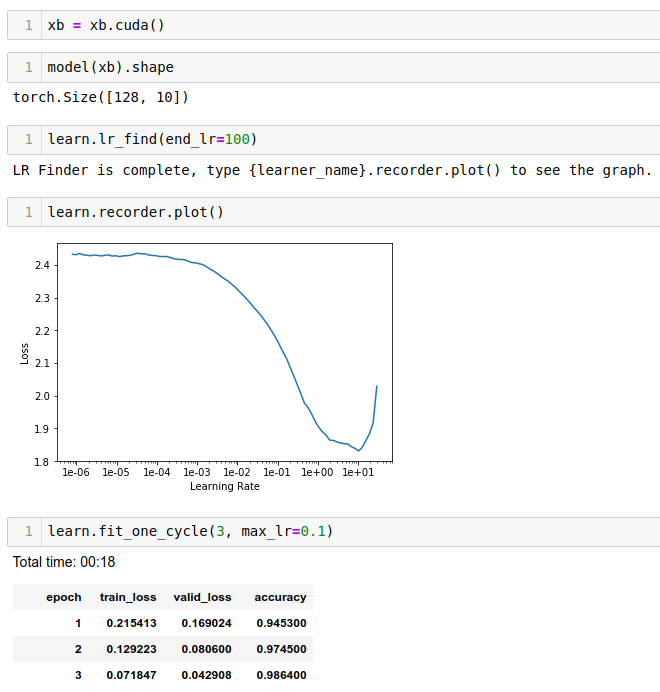 1 xb = xb.cuda()
1 model(xb).shape
torch.Size([128, 10])
1 learn.lr_find(end_lr=100)
LR Finder is complete, type {learner_name}.recorder.plot() to see the graph.
1 learn.recorder.plot()
2.4
2.3
2.2
2.1
2.0
1.9
1.8
Loss
1e-06 1e-05 1e-04 1e-03 1e-02 1e-01 1e+00 1e+01
Learning Rate
1 learn.fit_one_cycle(3, max_lr=0.1)
Total time: 00:18
epoch train_loss valid_loss accuracy
1 0.215413 0.169024 0.945300
2 0.129223 0.080600 0.974500
3 0.071847 0.042908 0.986400